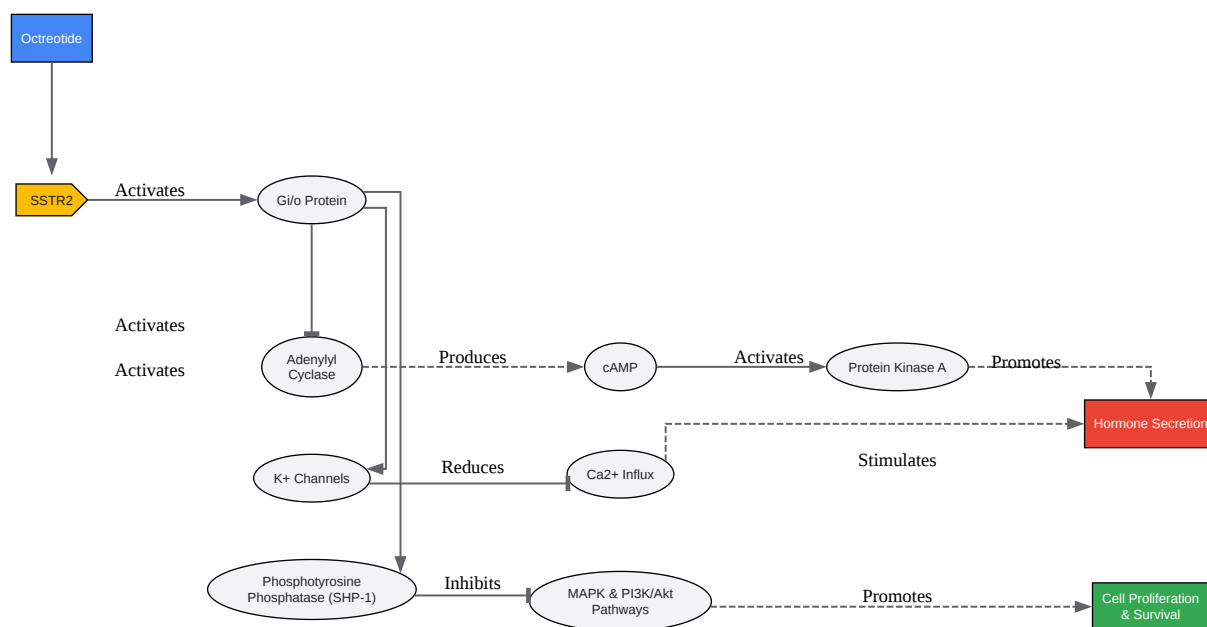 Octreotide
SSTR2
Activates
Gi/o Protein
Activates
Activates
Adenylyl
Cyclase
Produces
cAMP
Activates
Protein Kinase A
Promotes
Hormone Secretion
K+ Channels
Reduces
Ca2+ Influx
Stimulates
Phosphotyrosine
Phosphatase (SHP-1)
Inhibits
MAPK & PI3K/Akt
Pathways
Promotes
Cell Proliferation
& Survival